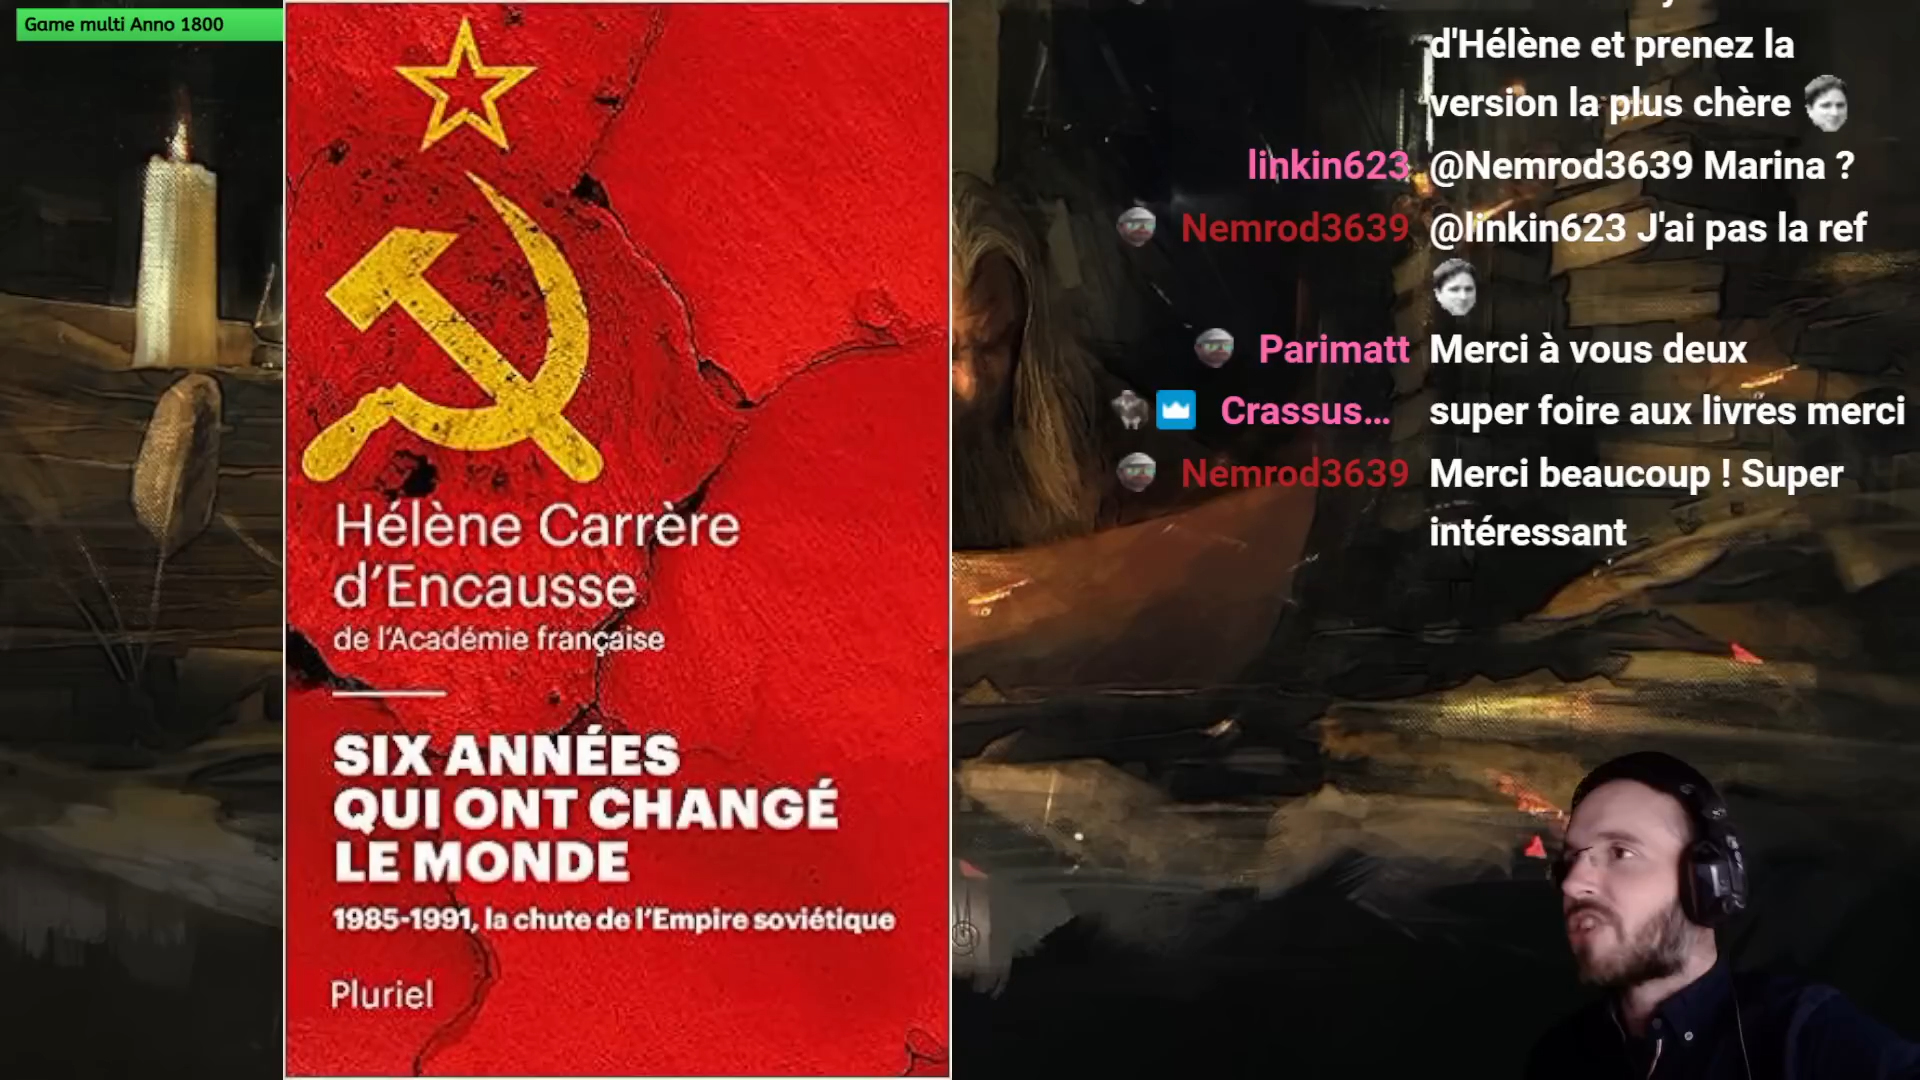 Game multi Anno 1800
Hélène Carrère
d'Encausse
de l'Académie française
SIX ANNÉES
QUI ONT CHANGÉ
LE MONDE
1985-1991, la chute de l'Empire soviétique
Pluriel
d'Hélène et prenez la
version la plus chère
linkin623 @Nemrod3639 Marina ?
Nemrod3639 @linkin623 J'ai pas la ref
Parimatt Merci à vous deux
Crassus... super foire aux livres merci
Nemrod3639 Merci beaucoup ! Super
intéressant